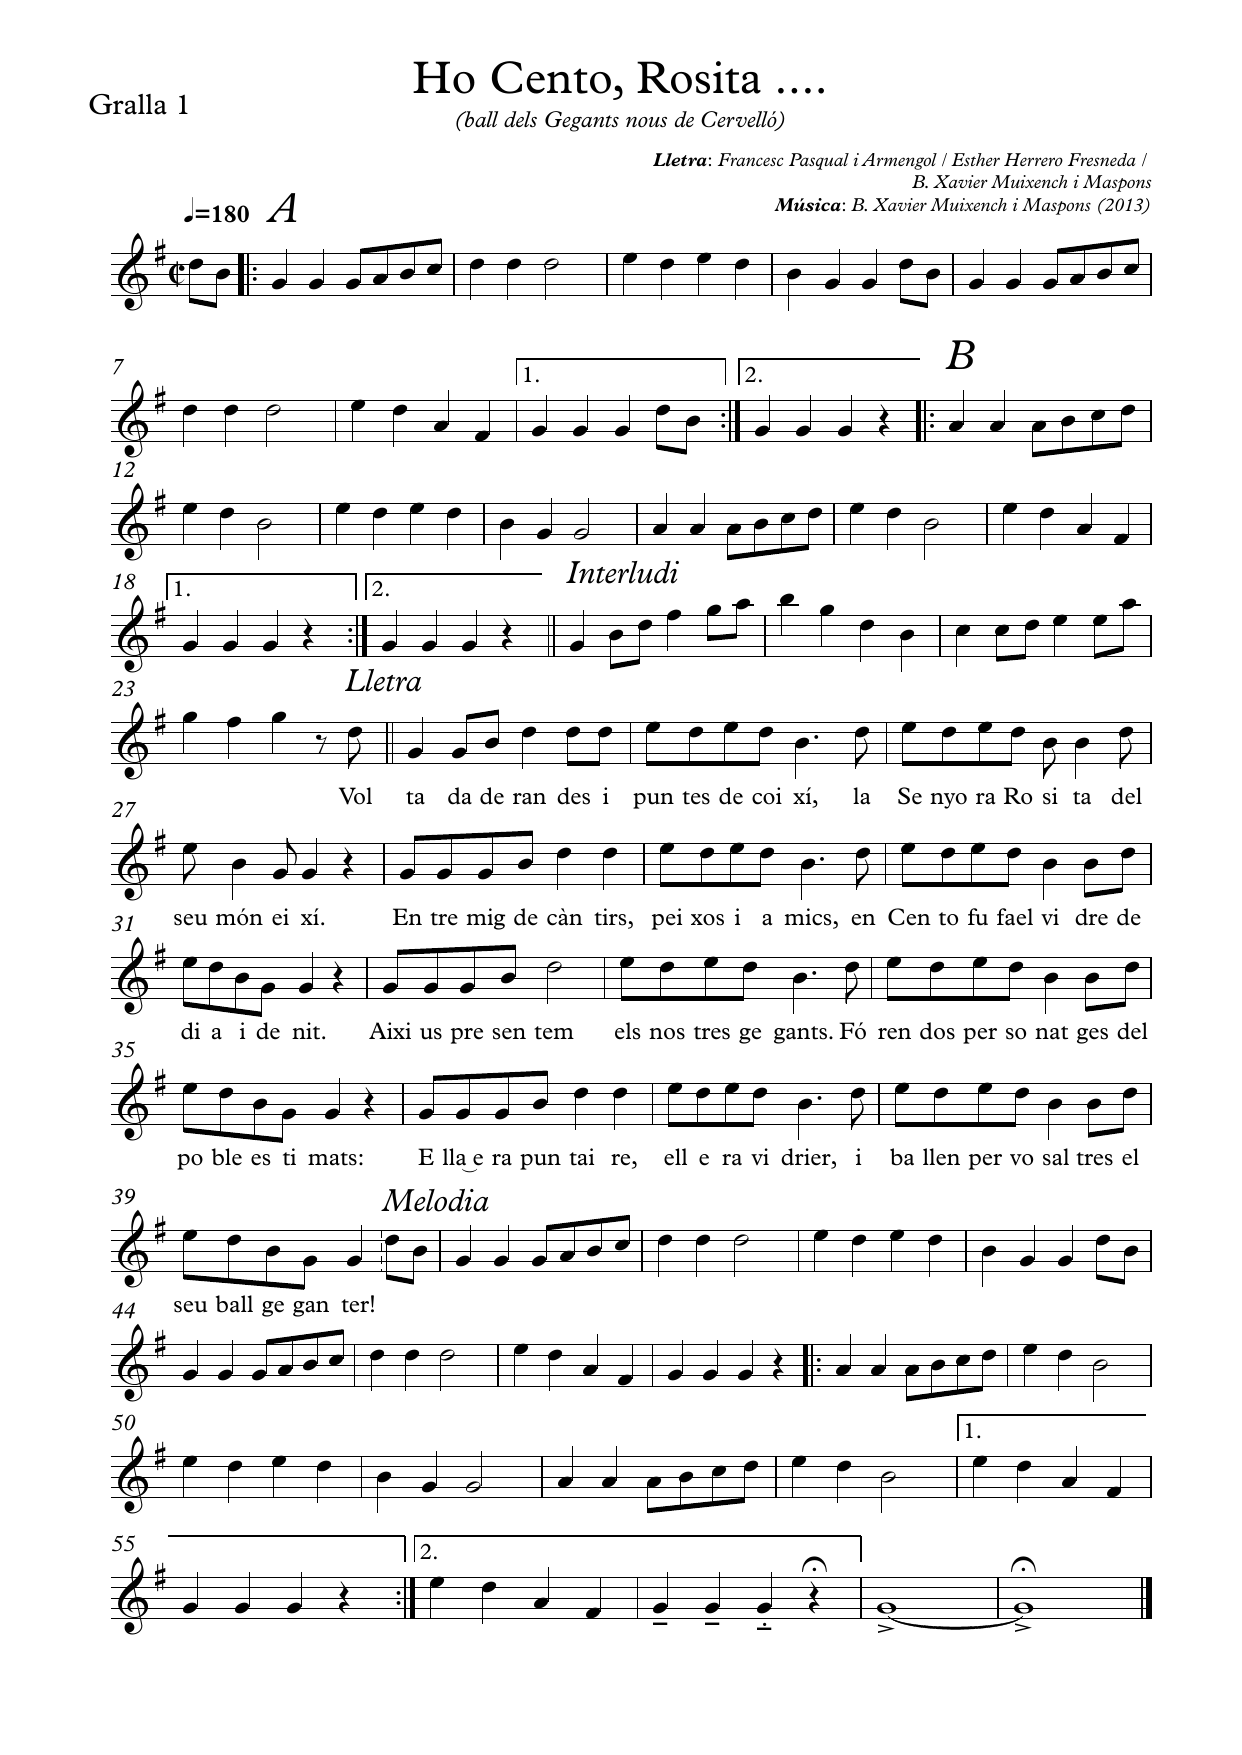 Ho Cento, Rosita ....
Gralla 1
(ball dels Gegants nous de Cervelló)
Lletra: Francesc Pasqual i Armengol / Esther Herrero Fresneda /
B. Xavier Muixench i Maspons
Música: B. Xavier Muixench i Maspons (2013)
=180 A
7 1. 2. B
12
18 1. 2. Interludi
23 Lletra
Vol ta da de ran des i pun tes de coi xí, la Se nyo ra Ro si ta del
27
seu món ei xí. En tre mig de càn tirs, pei xos i a mics, en Cen to fu fael vi dre de
31
di a i de nit. Aixi us pre sen tem els nos tres ge gants. Fó ren dos per so nat ges del
35
po ble es ti mats: E lla e ra pun tai re, ell e ra vi drier, i ba llen per vo sal tres el
39 Melodia
seu ball ge gan ter!
44
50 1.
55 2.